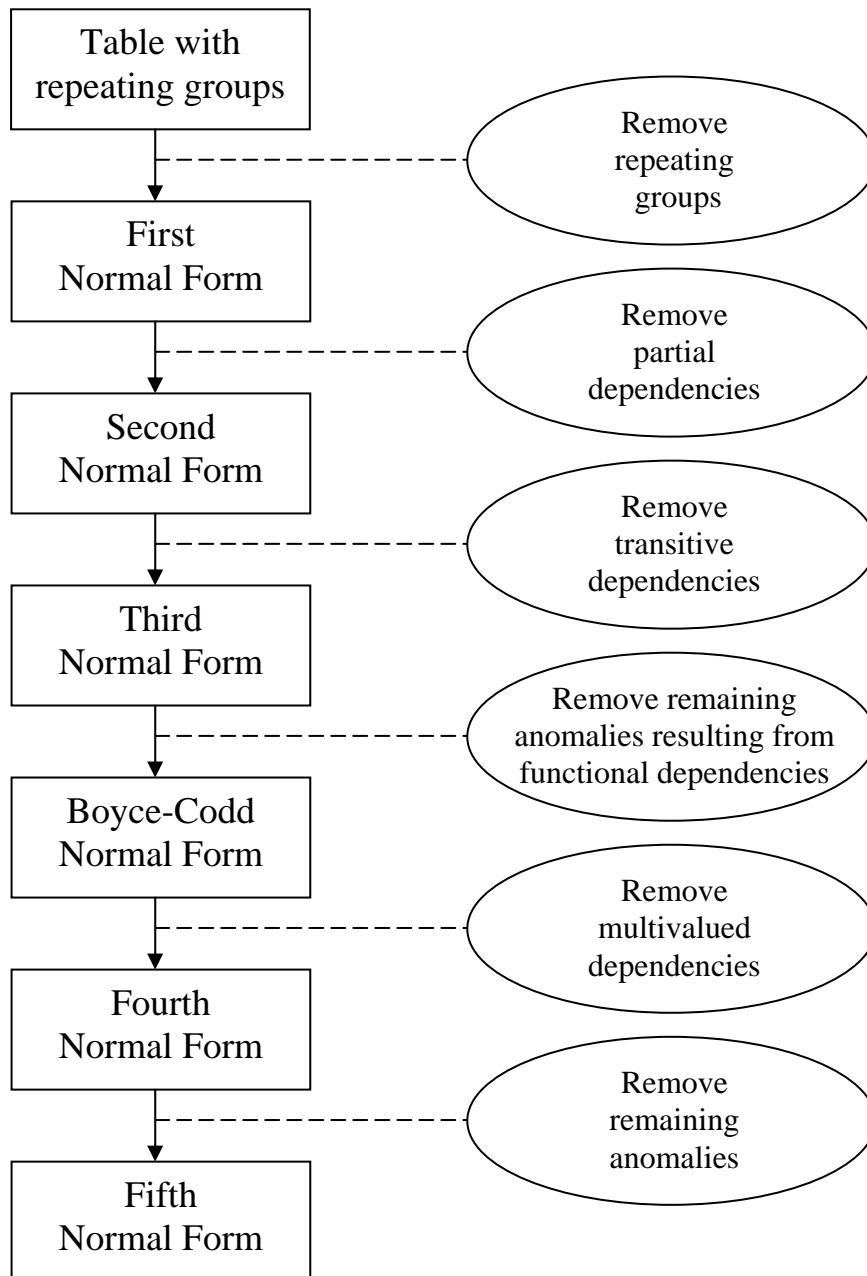 Table with
repeating groups
Remove
repeating
groups
First
Normal Form
Remove
partial
dependencies
Second
Normal Form
Remove
transitive
dependencies
Third
Normal Form
Remove remaining
anomalies resulting from
functional dependencies
Boyce-Codd
Normal Form
Remove
multivalued
dependencies
Fourth
Normal Form
Remove
remaining
anomalies
Fifth
Normal Form